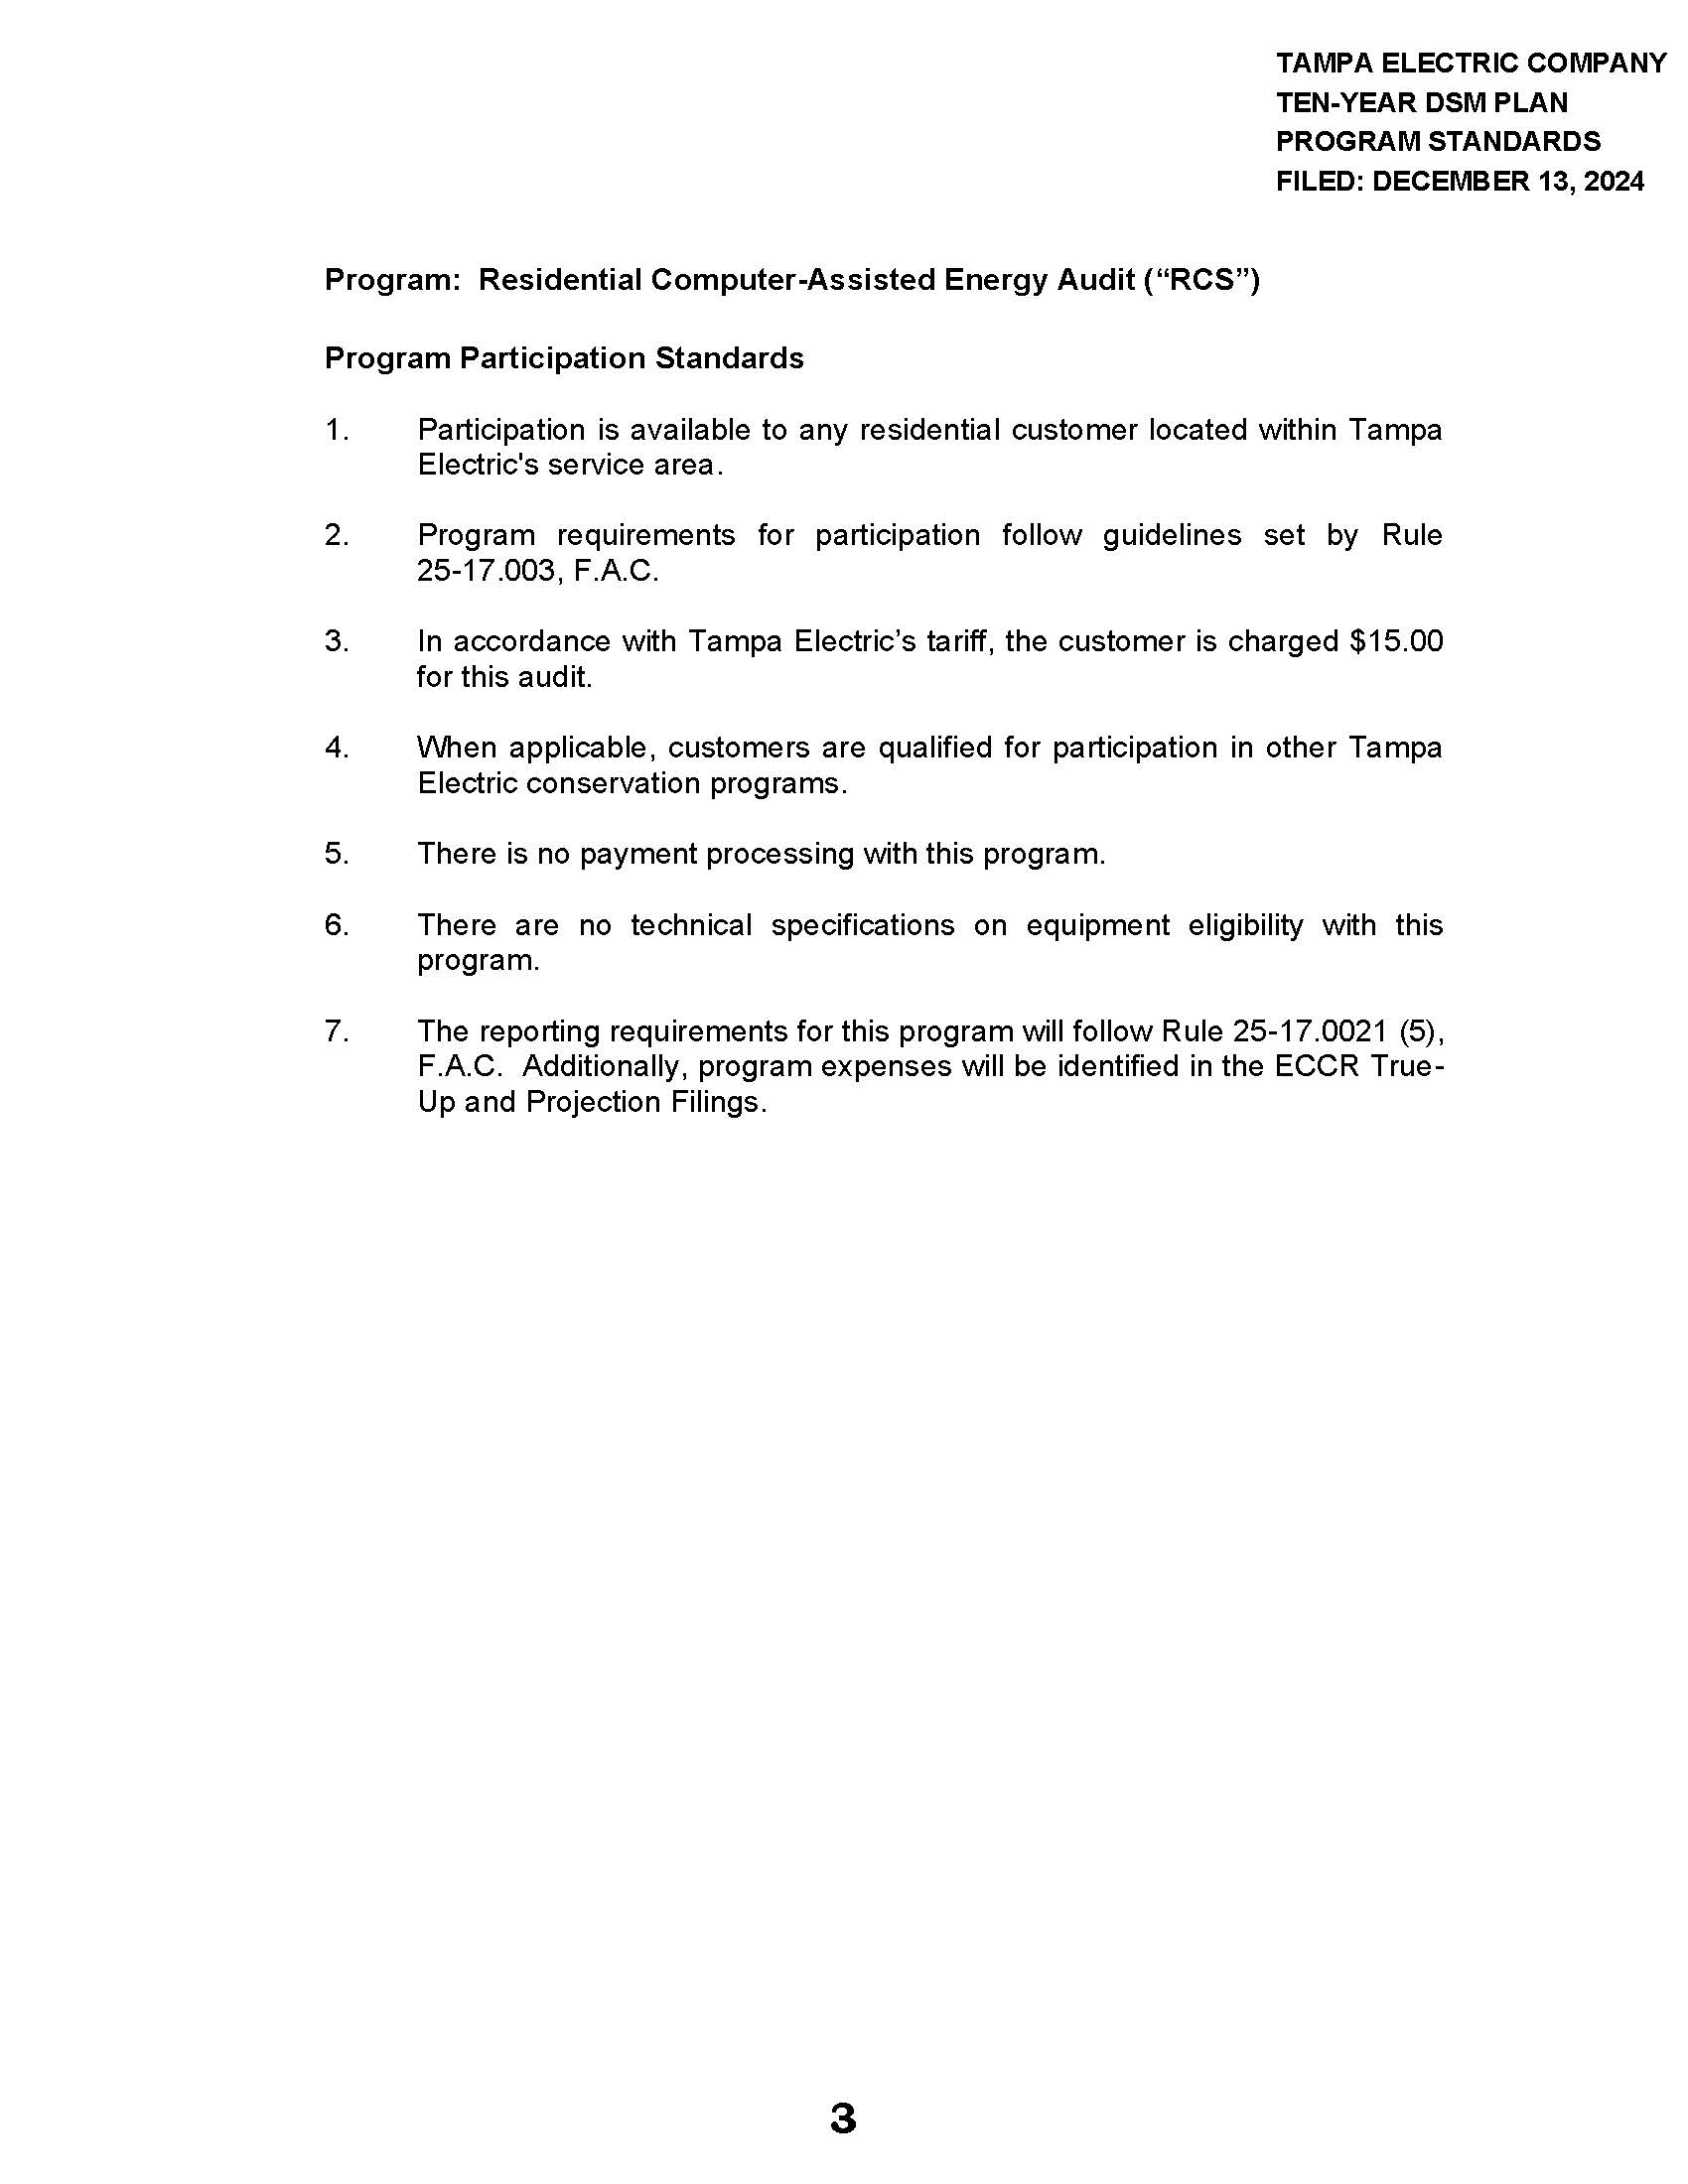 TAMPA ELECTRIC COMPANY
TEN-YEAR DSM PLAN
PROGRAM STANDARDS
FILED: DECEMBER 13, 2024
Program:  Residential Computer-Assisted Energy Audit (“RCS”)
Program Participation Standards
1. Participation is available to any residential customer located within Tampa
Electric's service area.
2. Program requirements for participation follow guidelines set by Rule
25-17.003, F.A.C.
3. In accordance with Tampa Electric’s tariff, the customer is charged $15.00
for this audit.
4. When applicable, customers are qualified for participation in other Tampa
Electric conservation programs.
5. There is no payment processing with this program.
6. There are no technical specifications on equipment eligibility with this
program.
7. The reporting requirements for this program will follow Rule 25-17.0021 (5),
F.A.C.  Additionally, program expenses will be identified in the ECCR True-
Up and Projection Filings.
3